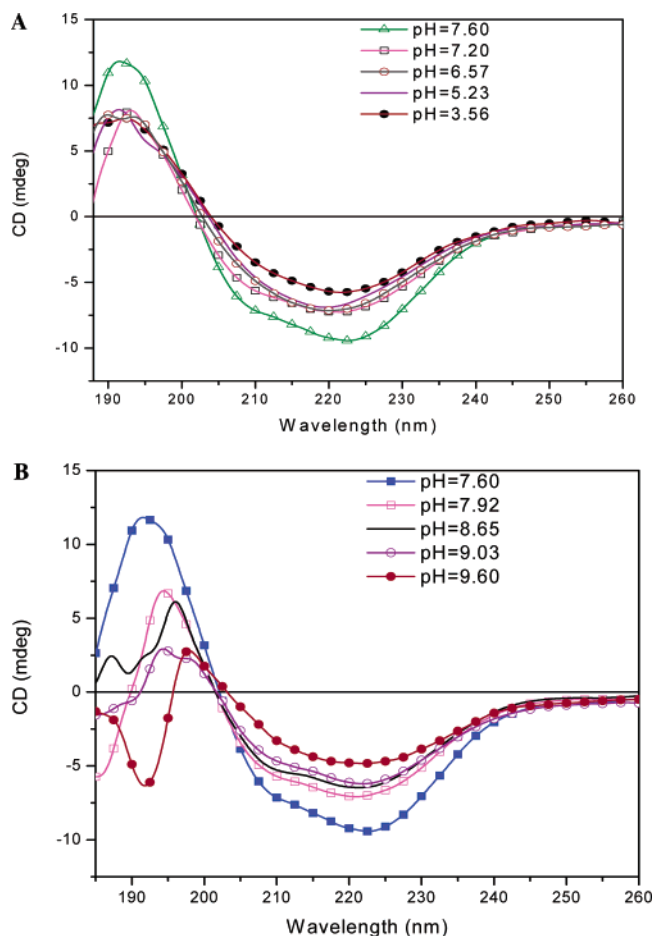 A
15
10
5
0
-5
-10
CD (mdeg)
pH=7.60
pH=7.20
pH=6.57
pH=5.23
pH=3.56
190 200 210 220 230 240 250 260
Wavelength (nm)
B
15
10
5
0
-5
-10
CD (mdeg)
pH=7.60
pH=7.92
pH=8.65
pH=9.03
pH=9.60
190 200 210 220 230 240 250 260
Wavelength (nm)